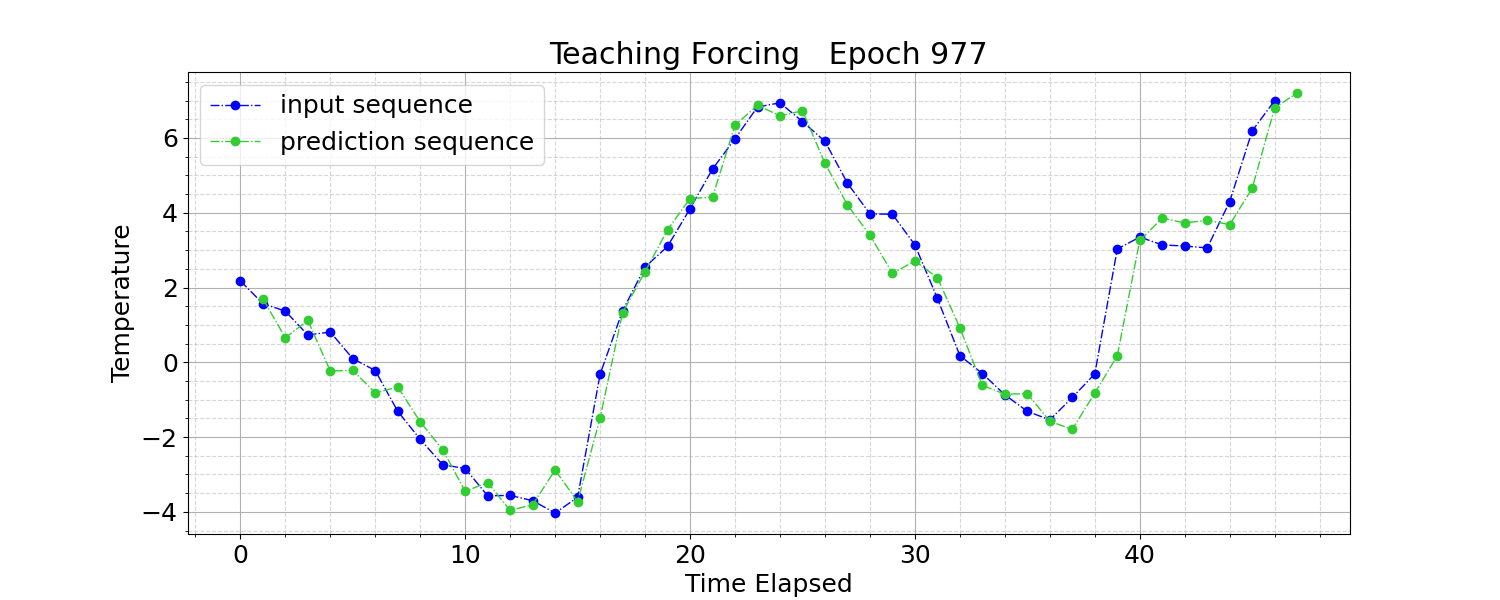 Teaching Forcing   Epoch 977
input sequence
prediction sequence
Temperature
6
4
2
0
−2
−4
0 10 20 30 40
Time Elapsed